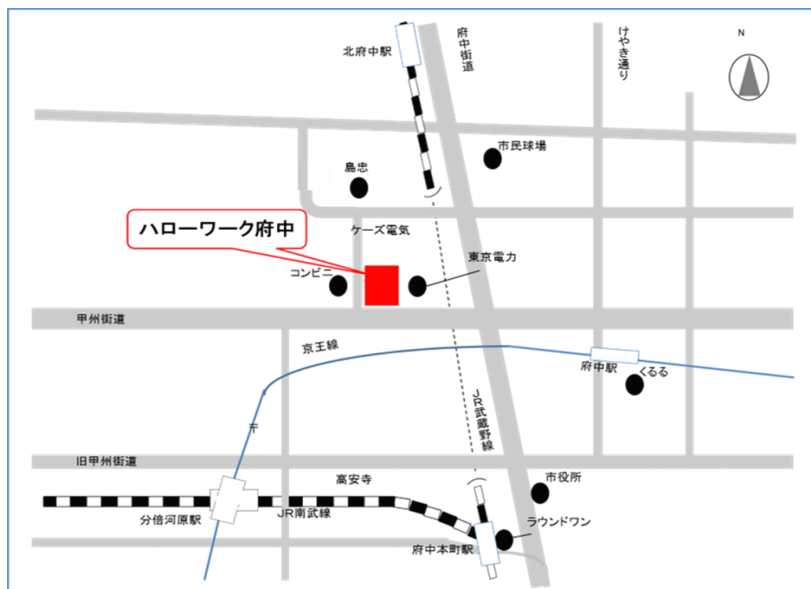 北府中駅
府中街道
けやき通り
N
市民球場
島忠
ハローワーク府中
ケーズ電気
コンビニ
東京電力
甲州街道
京王線
府中駅
くるる
JR武蔵野線
〒
旧甲州街道
高安寺
市役所
分倍河原駅
JR南武線
ラウンドワン
府中本町駅